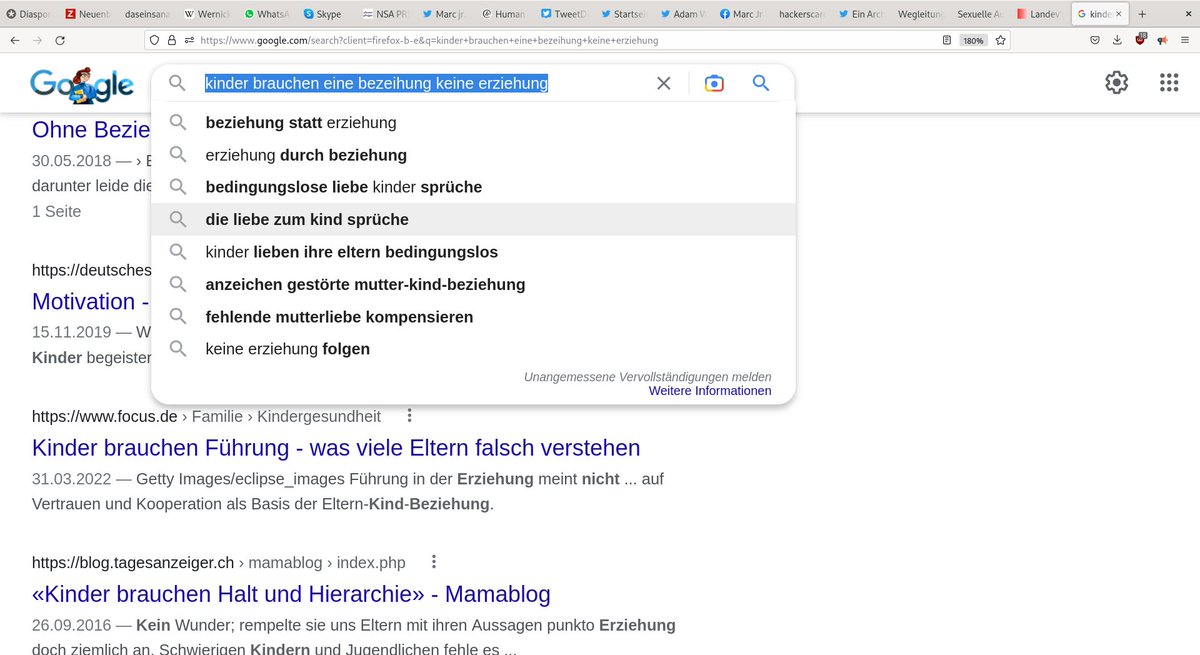 Diaspor Neuenb daseinsana Wernick WhatsA Skype NSA PR Marc jr. Human TweetD Startsei Adam W Marc Jr hackerscar Ein Arch Wegleitung Sexuelle Au Landev kinde
https://www.google.com/search?client=firefox-b-e&q=kinder+brauchen+eine+bezeihung+keine+erziehung 180%
Google kinder brauchen eine bezeihung keine erziehung
beziehung statt erziehung
erziehung durch beziehung
bedingungslose liebe kinder sprüche
die liebe zum kind sprüche
kinder lieben ihre eltern bedingungslos
anzeichen gestörte mutter-kind-beziehung
fehlende mutterliebe kompensieren
keine erziehung folgen
Unangemessene Vervollständigungen melden
Weitere Informationen
Ohne Bezie
30.05.2018 — › E
darunter leide die
1 Seite
https://deutsches
Motivation -
15.11.2019 — W
Kinder begeister
https://www.focus.de › Familie › Kindergesundheit
Kinder brauchen Führung - was viele Eltern falsch verstehen
31.03.2022 — Getty Images/eclipse_images Führung in der Erziehung meint nicht ... auf
Vertrauen und Kooperation als Basis der Eltern-Kind-Beziehung.
https://blog.tagesanzeiger.ch › mamablog › index.php
«Kinder brauchen Halt und Hierarchie» - Mamablog
26.09.2016 — Kein Wunder; rempelte sie uns Eltern mit ihren Aussagen punkto Erziehung
doch ziemlich an. Schwierigen Kindern und Jugendlichen fehle es ...